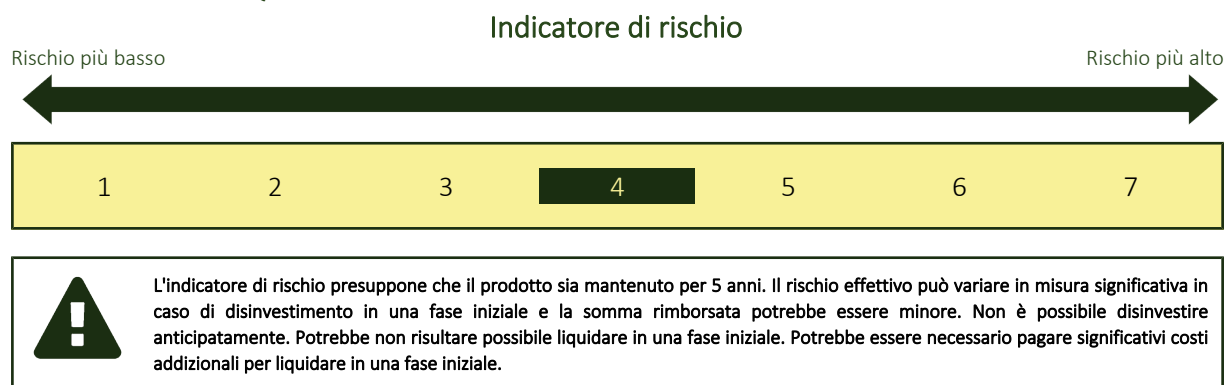 Indicatore di rischio
Rischio più basso
Rischio più alto
1 2 3 4 5 6 7
L'indicatore di rischio presuppone che il prodotto sia mantenuto per 5 anni. Il rischio effettivo può variare in misura significativa in
caso di disinvestimento in una fase iniziale e la somma rimborsata potrebbe essere minore. Non è possibile disinvestire
anticipatamente. Potrebbe non risultare possibile liquidare in una fase iniziale. Potrebbe essere necessario pagare significativi costi
addizionali per liquidare in una fase iniziale.